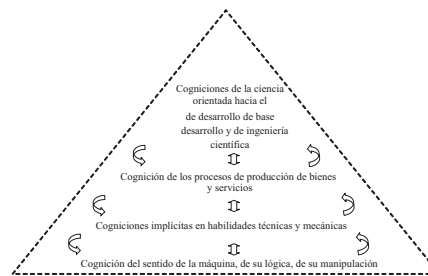 Cogniciones de la ciencia
orientada hacia el
de desarrollo de base
desarrollo y de ingeniería
científica
Cognición de los procesos de producción de bienes
y servicios
Cogniciones implícitas en habilidades técnicas y mecánicas
Cognición del sentido de la máquina, de su lógica, de su manipulación